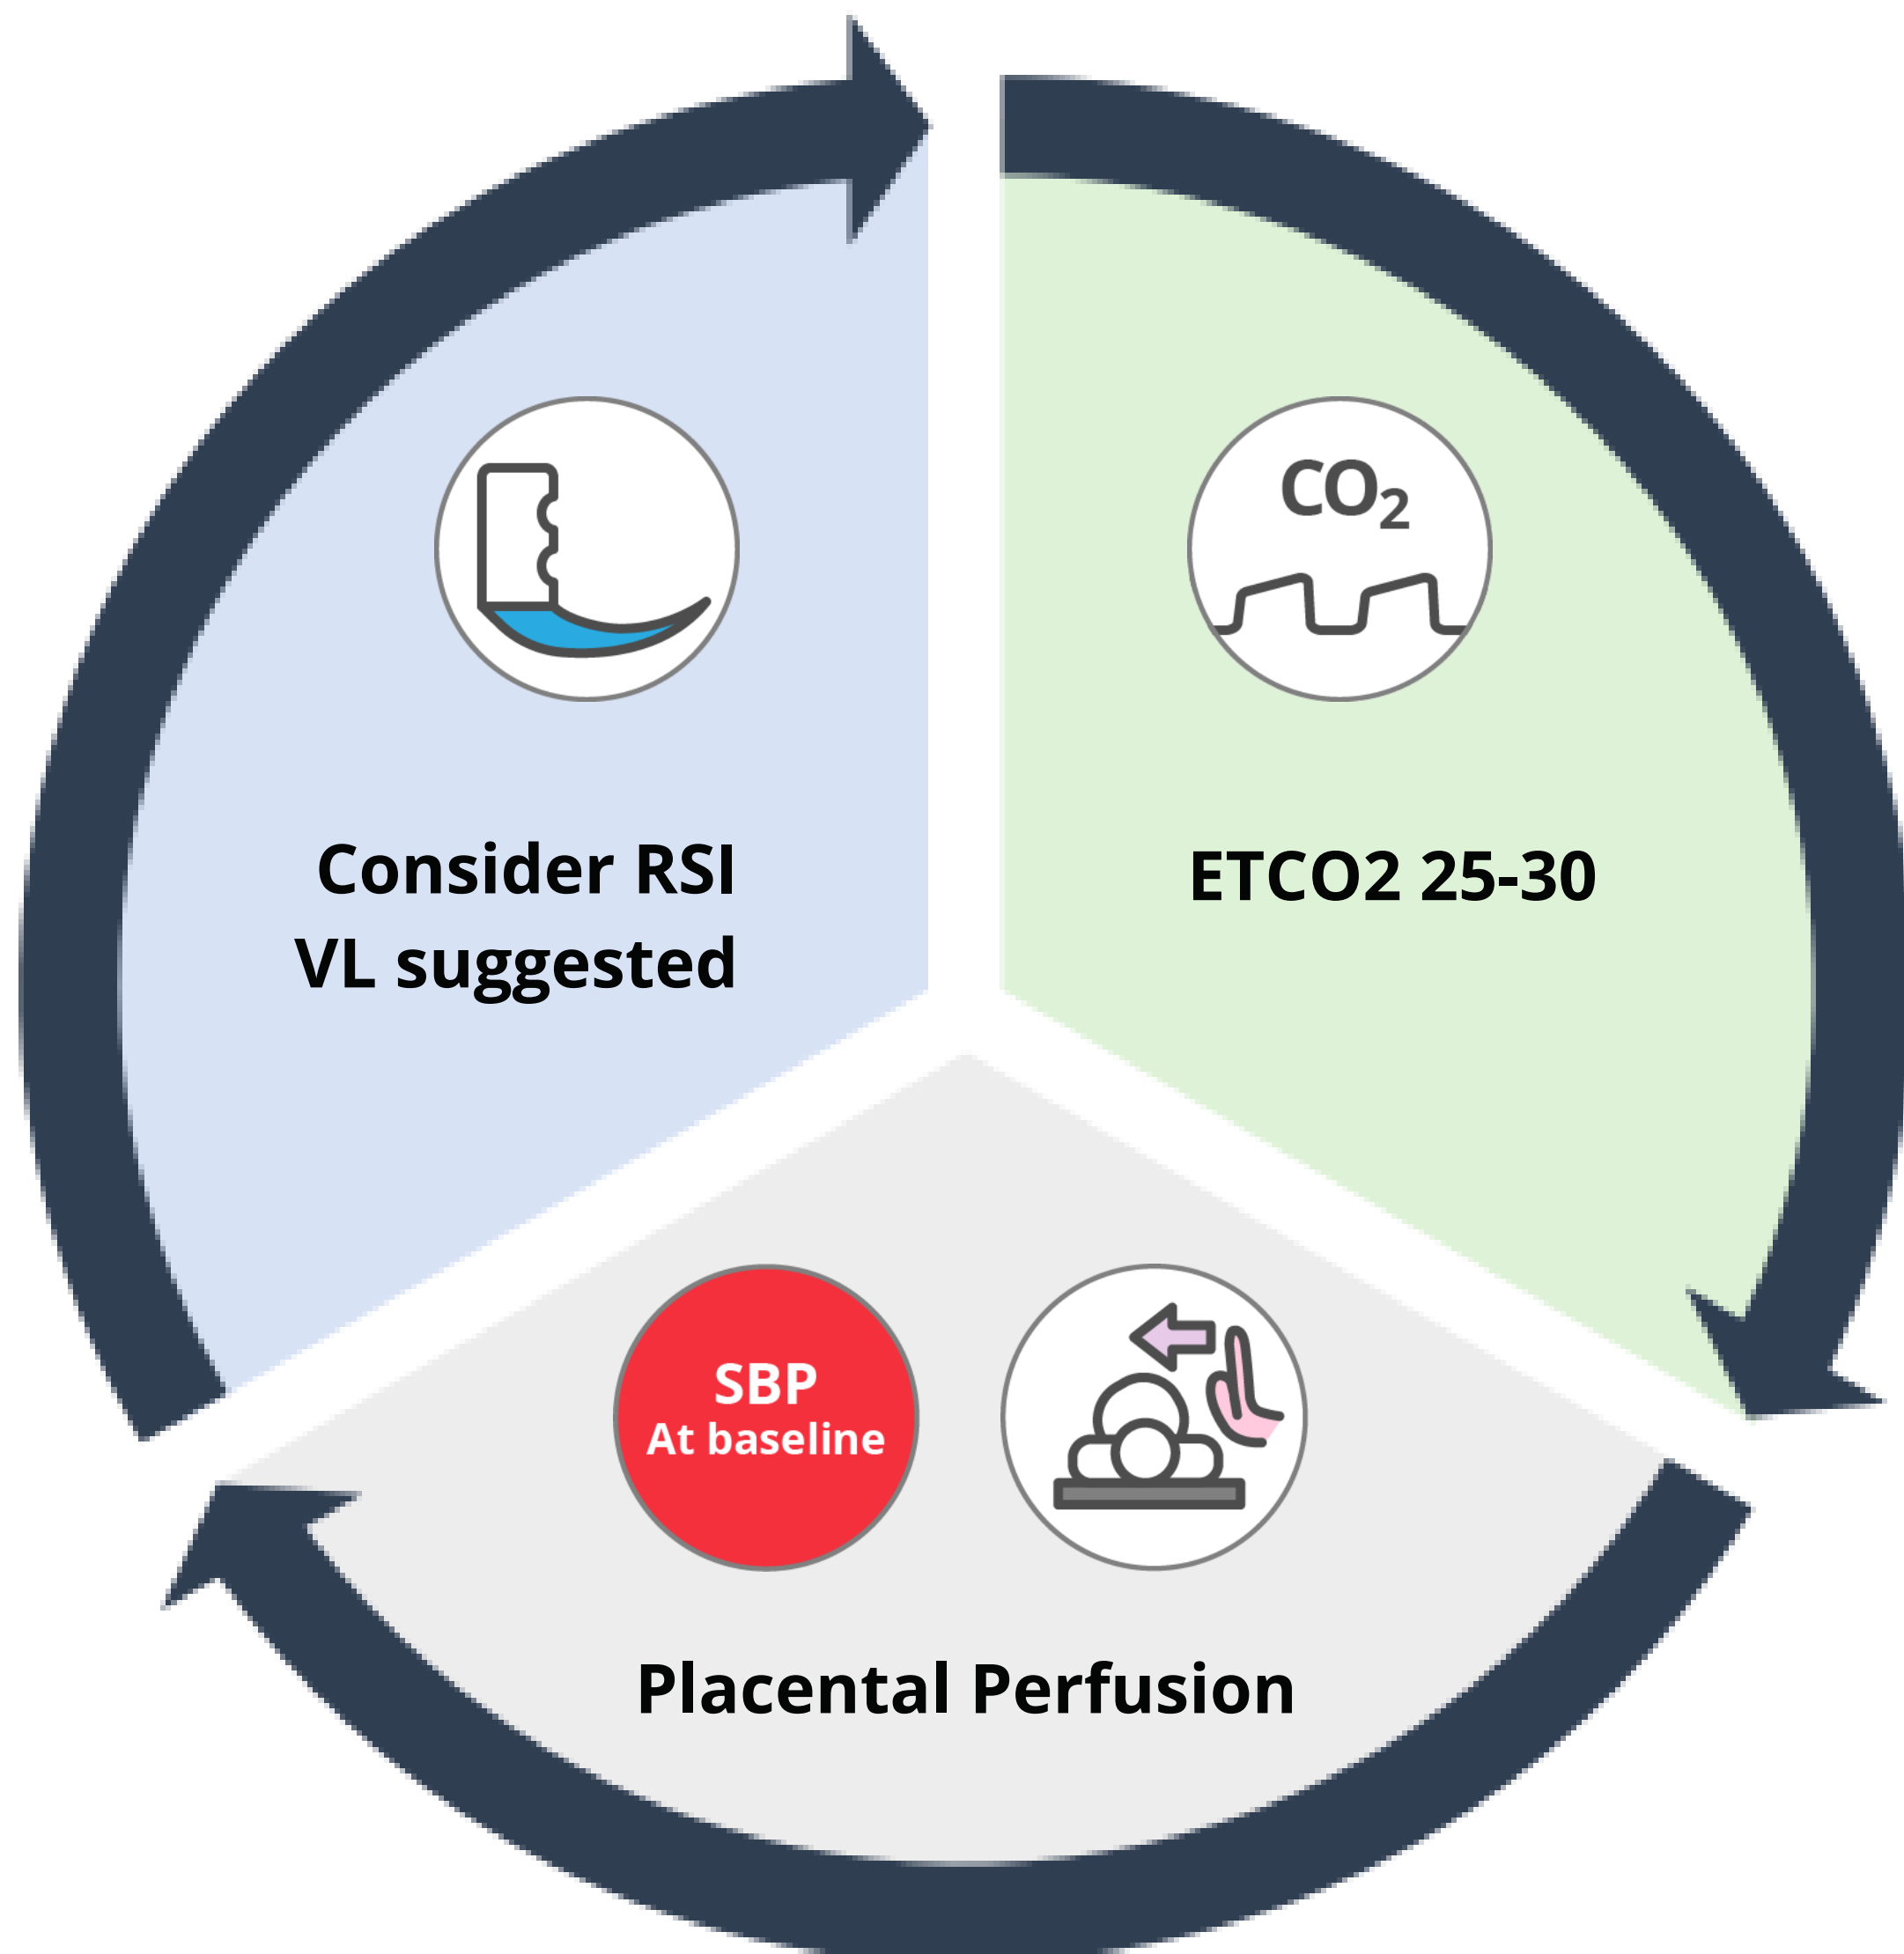 Consider RSI
VL suggested
CO₂
ETCO2 25-30
SBP
At baseline
Placental Perfusion